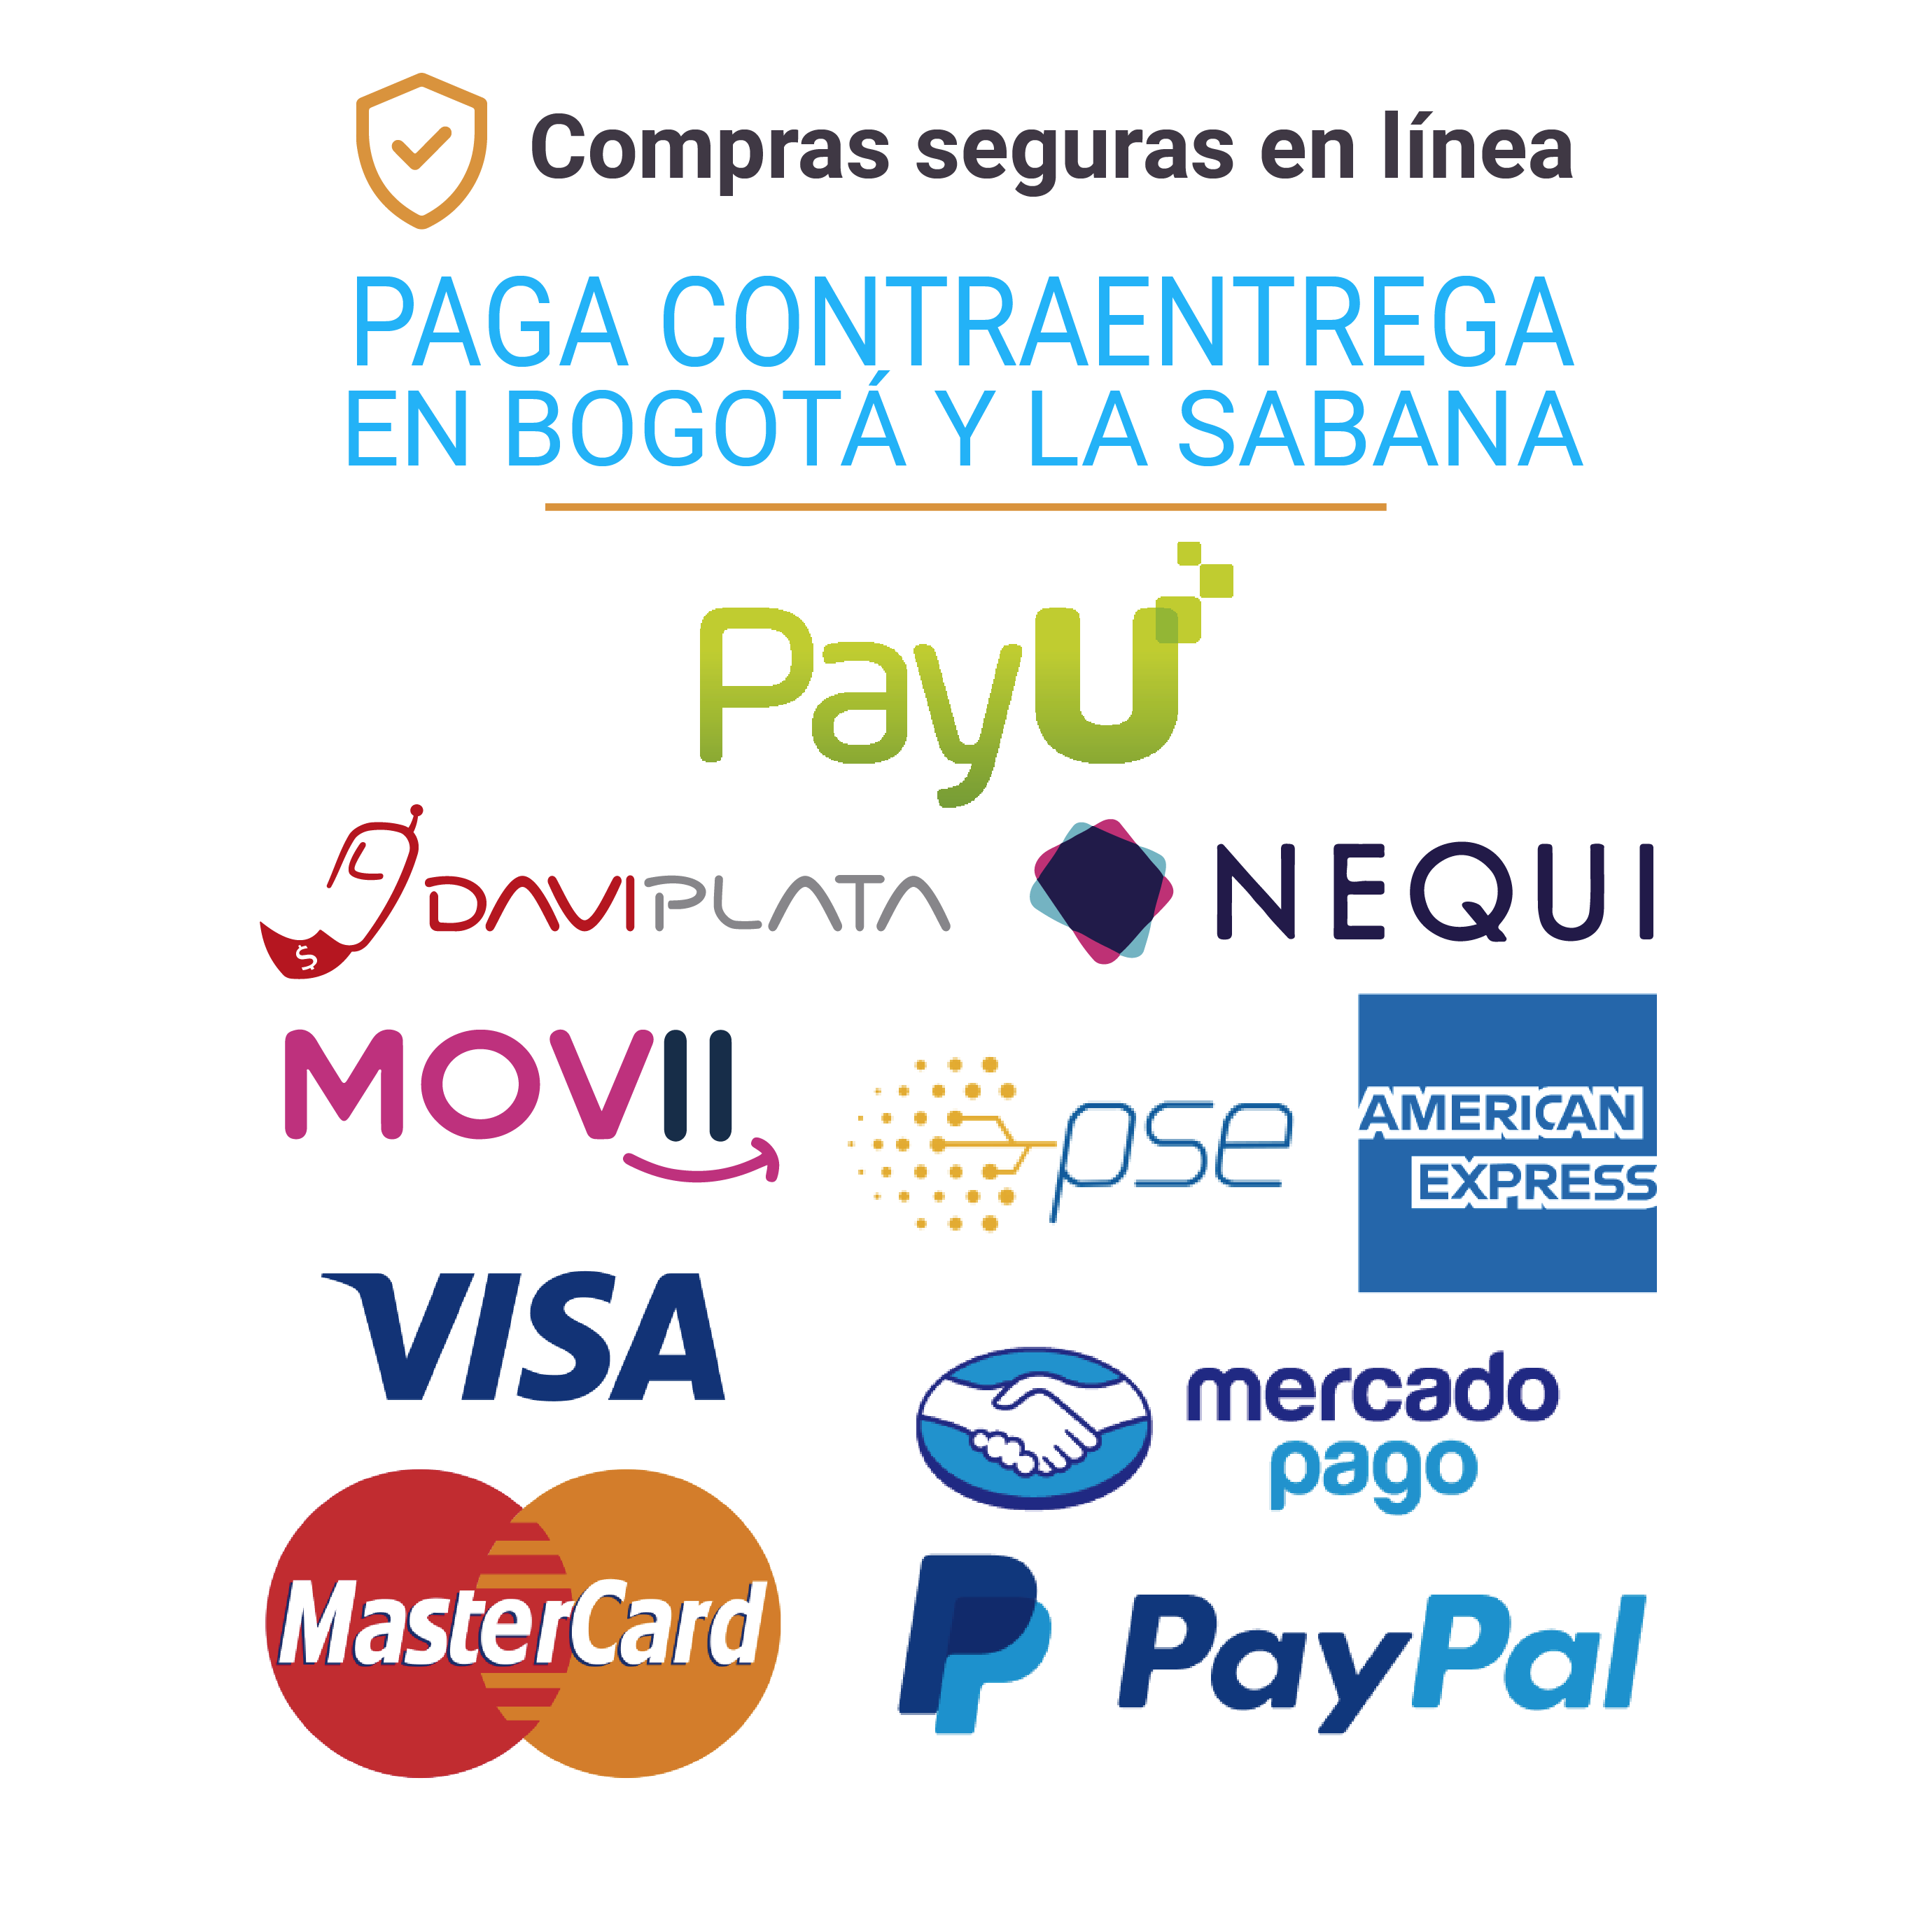 Compras seguras en línea
PAGA CONTRAENTREGA
EN BOGOTÁ Y LA SABANA
PayU
DAVIPLATA
NEQUI
MOVII
pse
AMERICAN
EXPRESS
VISA
mercado
pago
MasterCard
PayPal